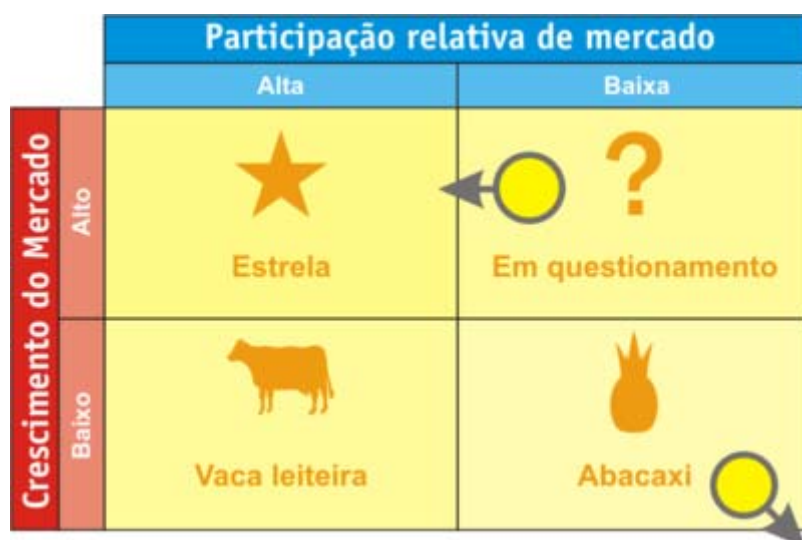 Participação relativa de mercado
Alta
Baixa
Crescimento do Mercado
Alto
?
Estrela
Em questionamento
Baixo
Vaca leiteira
Abacaxi